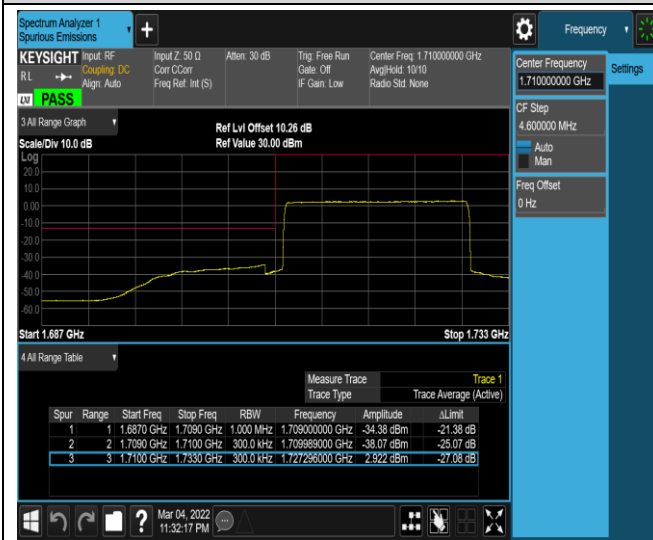 Spectrum Analyzer 1
Spurious Emissions
+
Frequency
KEYSIGHT
RL
LXI
PASS
Input: RF
Coupling: DC
Align: Auto
Input Z: 50 Ω
Corr CCorr
Freq Ref: Int (S)
Atten: 30 dB
Trig: Free Run
Gate: Off
IF Gain: Low
Center Freq: 1.710000000 GHz
Avg|Hold: 10/10
Radio Std: None
Center Frequency
1.710000000 GHz
Settings
CF Step
4.600000 MHz
Auto
Man
Freq Offset
0 Hz
3 All Range Graph
Scale/Div 10.0 dB
Ref Lvl Offset 10.26 dB
Ref Value 30.00 dBm
Log
20.0
10.0
0.00
-10.0
-20.0
-30.0
-40.0
-50.0
-60.0
Start 1.687 GHz
Stop 1.733 GHz
4 All Range Table
Measure Trace Trace 1
Trace Type Trace Average (Active)
Spur Range Start Freq Stop Freq RBW Frequency Amplitude ΔLimit
1 1 1.6870 GHz 1.7090 GHz 1.000 MHz 1.709000000 GHz -34.38 dBm -21.38 dB
2 2 1.7090 GHz 1.7100 GHz 300.0 kHz 1.709989000 GHz -38.07 dBm -25.07 dB
3 3 1.7100 GHz 1.7330 GHz 300.0 kHz 1.727296000 GHz 2.922 dBm -27.08 dB
?
Mar 04, 2022
11:32:17 PM